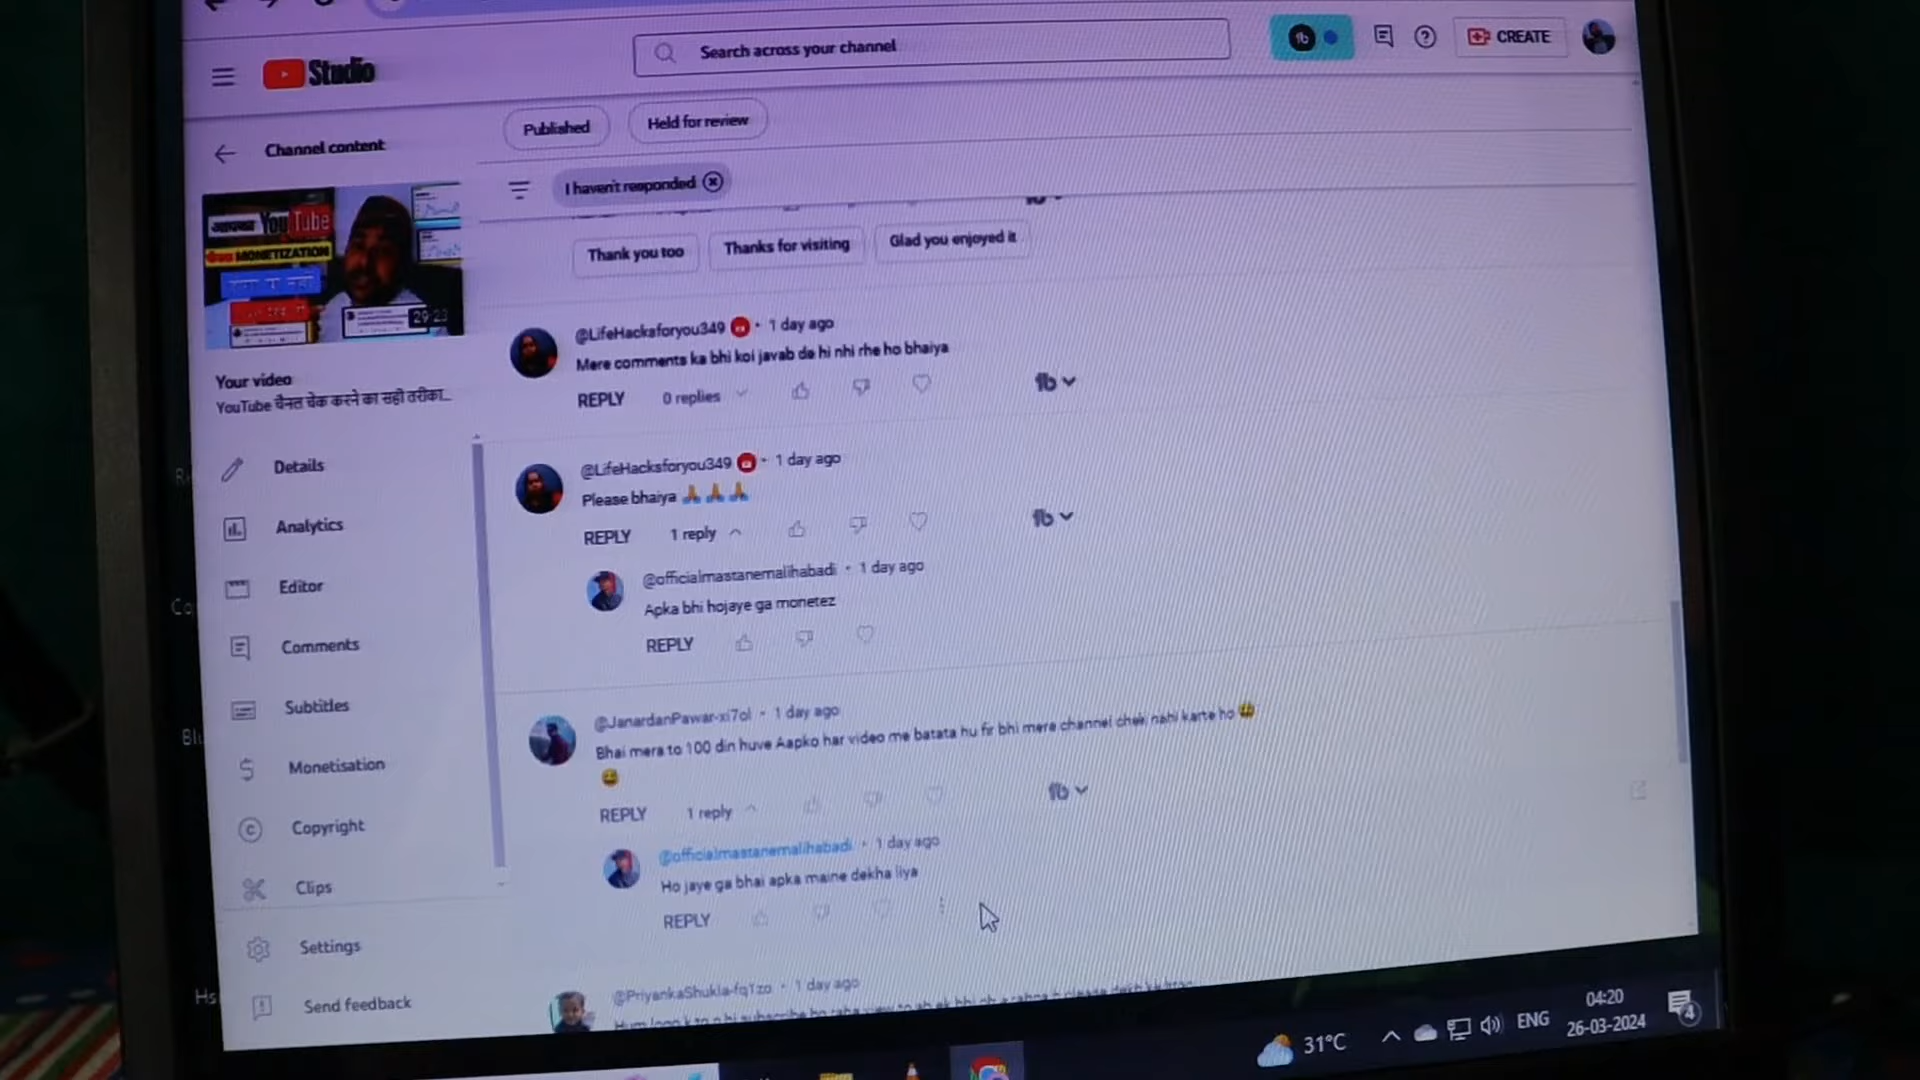 Studio
Search across your channel
CREATE
Channel content
Published
Held for review
I haven't responded
You Tube
MONETIZATION
29:23
Your video
YouTube चैनल चेक करने का सही तरीका...
Details
Analytics
Editor
Comments
Subtitles
Monetisation
Copyright
Clips
Settings
Send feedback
Thank you too
Thanks for visiting
Glad you enjoyed it
@LifeHacksforyou349 • 1 day ago
Mere comments ka bhi koi javab de hi nhi rhe ho bhaiya
REPLY 0 replies
@LifeHacksforyou349 • 1 day ago
Please bhaiya 🙏🙏🙏
REPLY 1 reply
@officialmastanemalihabadi • 1 day ago
Apka bhi hojaye ga monetez
REPLY
@JanardanPawar-xi7ol • 1 day ago
Bhai mera to 100 din huve Aapko har video me batata hu fir bhi mera channel chek nahi karte ho 😀
😀
REPLY 1 reply
@officialmastanemalihabadi • 1 day ago
Ho jaye ga bhai apka maine dekha liya
REPLY
@PriyankaShukla-fq1zo • 1 day ago
31°C
ENG
04:20
26-03-2024
4